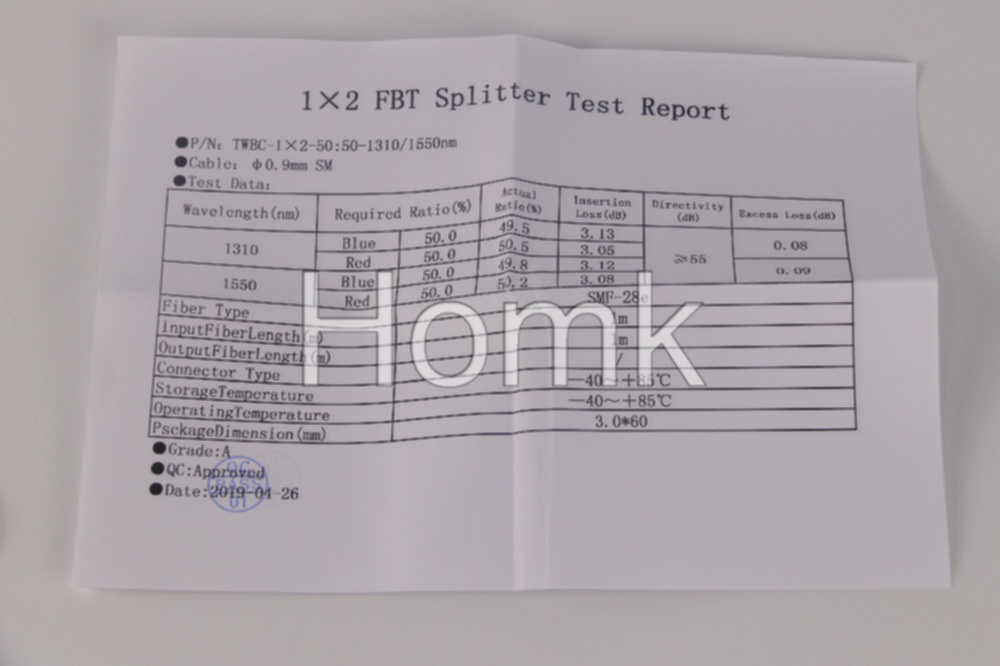 1×2 FBT Splitter Test Report
●P/N: TWBC-1×2-50:50-1310/1550nm
●Cable: φ0.9mm SM
●Test Data:
Wavelength(nm) Required Ratio(%) Actual Ratio(%) Insertion Loss(dB) Directivity (dB) Excess Loss(dB)
1310 Blue 50.0 49.5 3.13 ≥55 0.08
Red 50.0 50.5 3.05
1550 Blue 50.0 49.8 3.12 0.09
Red 50.0 50.2 3.08
Fiber Type SMF-28e
InputFiberLength(m) 1m
OutputFiberLength(m) 1m
Connector Type /
StorageTemperature —40～+85℃
OperatingTemperature —40～+85℃
PsckageDimension(mm) 3.0*60
●Grade:A
●QC:Approved
●Date:2019-04-26
QC
PASS
01
Homk